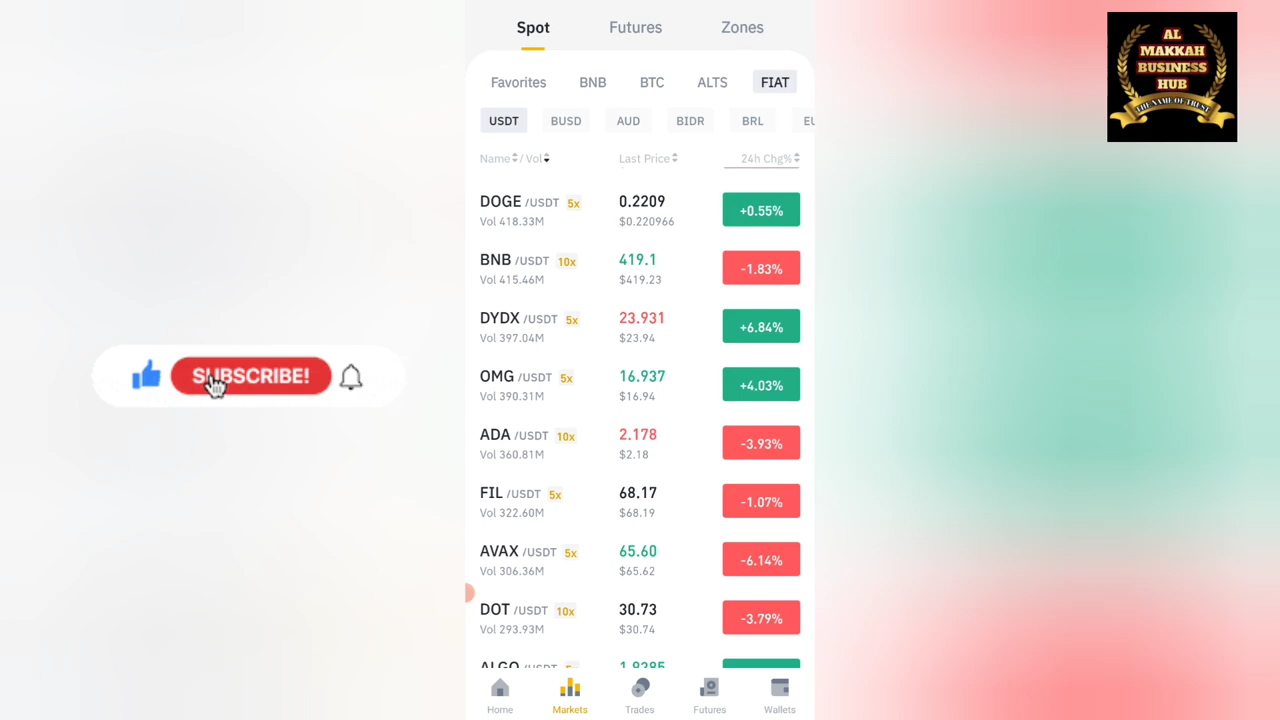 Spot Futures Zones
Favorites BNB BTC ALTS FIAT
USDT BUSD AUD BIDR BRL
Name / Vol Last Price 24h Chg%
DOGE /USDT 5x 0.2209 +0.55%
Vol 418.33M $0.220966
BNB /USDT 10x 419.1 -1.83%
Vol 415.46M $419.23
DYDX /USDT 5x 23.931 +6.84%
Vol 397.04M $23.94
OMG /USDT 5x 16.937 +4.03%
Vol 390.31M $16.94
ADA /USDT 10x 2.178 -3.93%
Vol 360.81M $2.18
FIL /USDT 5x 68.17 -1.07%
Vol 322.60M $68.19
AVAX /USDT 5x 65.60 -6.14%
Vol 306.36M $65.62
DOT /USDT 10x 30.73 -3.79%
Vol 293.93M $30.74
ALGO /USDT
Home Markets Trades Futures Wallets
SUBSCRIBE!
AL
MAKKAH
BUSINESS
HUB
THE NAME OF TRUST